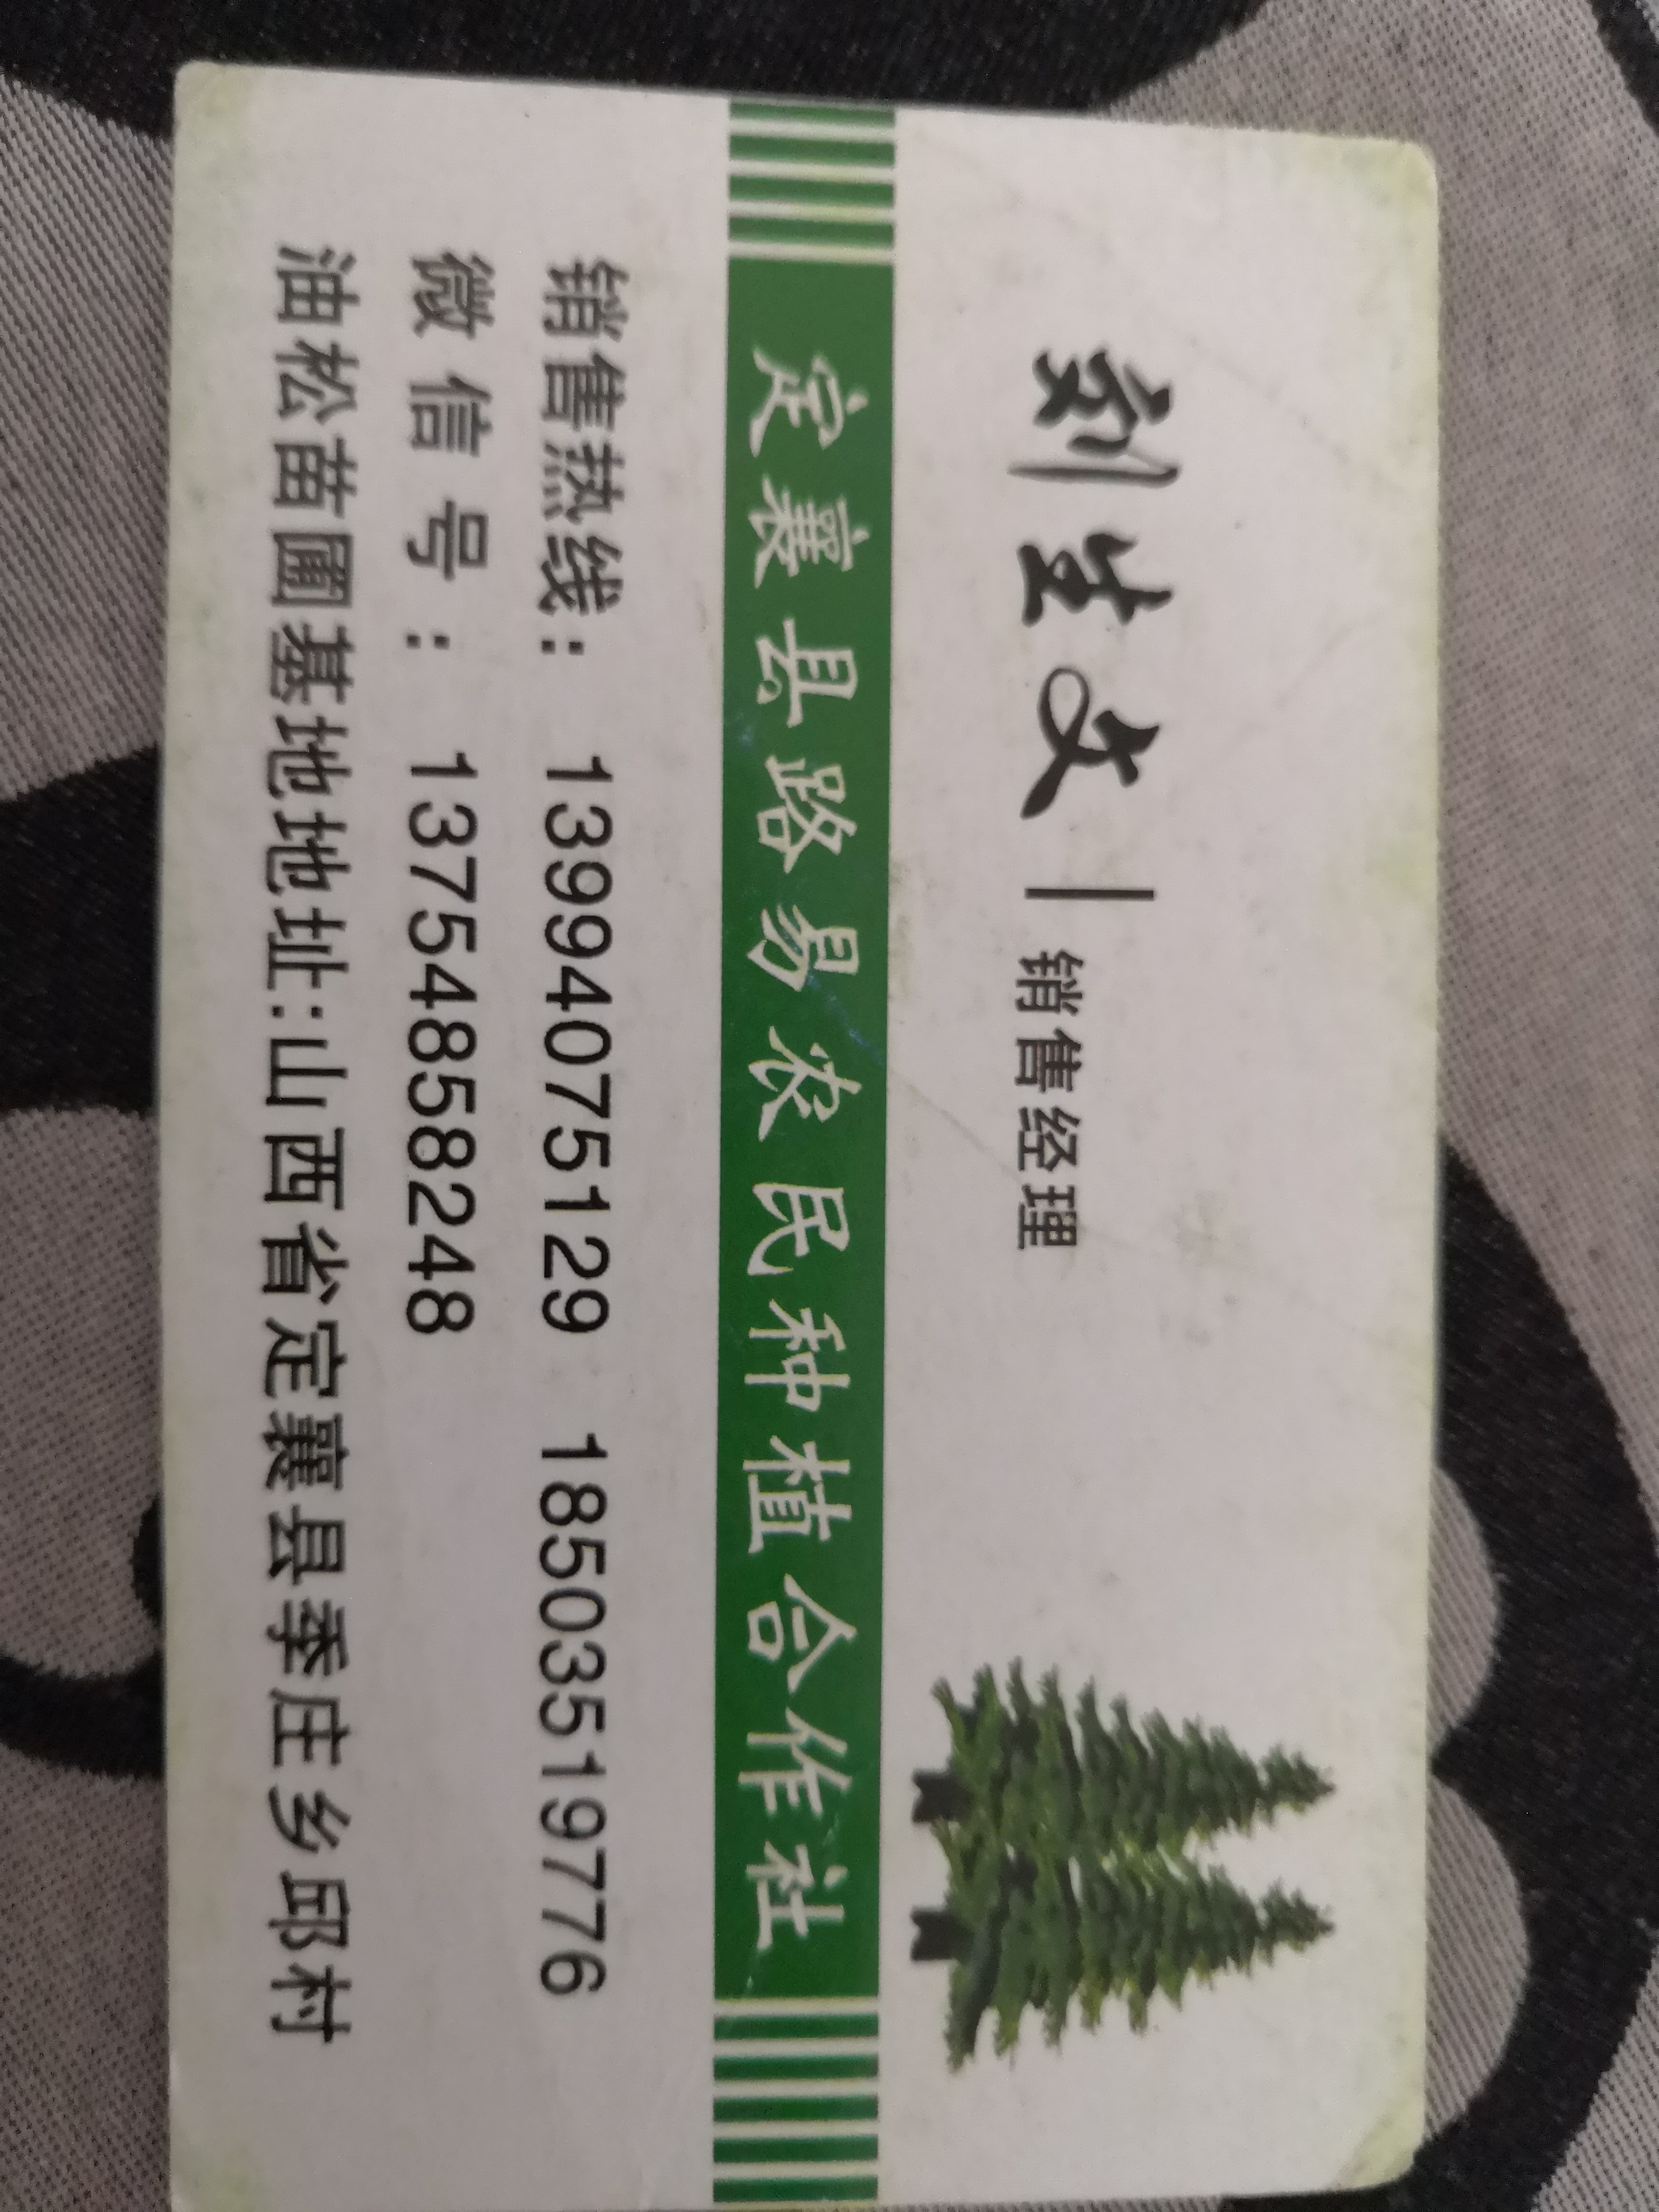 刘生文 | 销售经理
定襄县路易农民种植合作社
销售热线： 13994075129 18503519776
微信号： 13754858248
油松苗圃基地地址:山西省定襄县季庄乡邱村